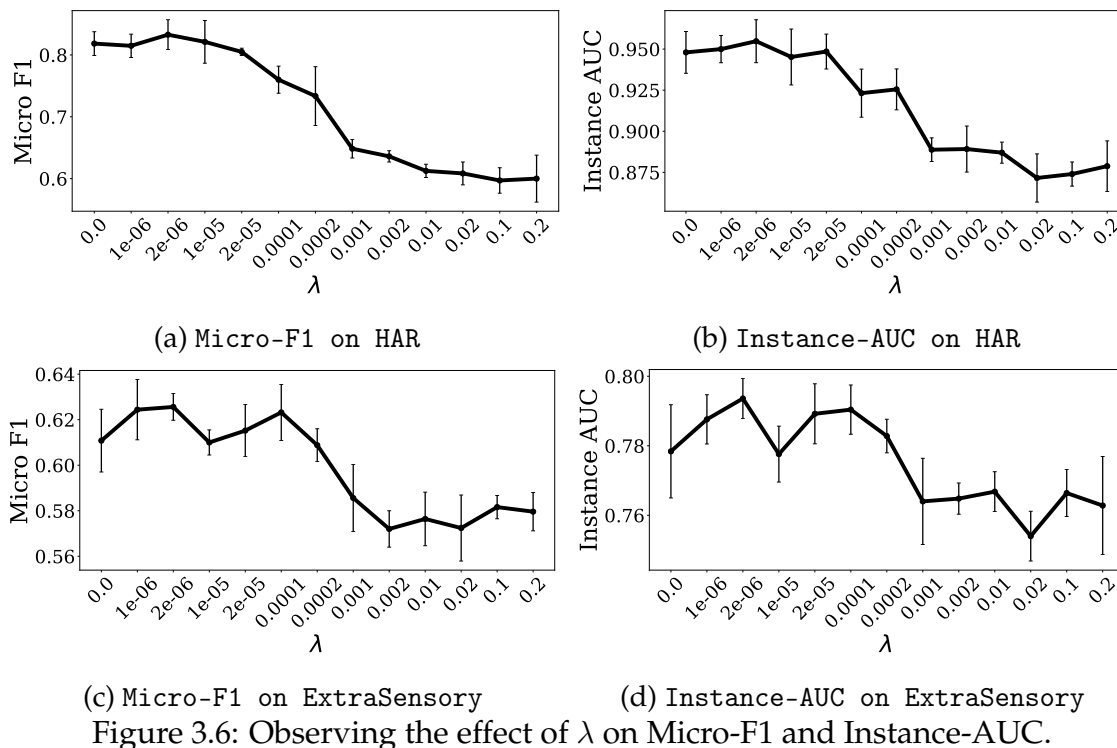 Micro F1
0.8
0.7
0.6
0.0 1e-06 2e-06 1e-05 2e-05 0.0001 0.0002 0.001 0.002 0.01 0.02 0.1 0.2
λ
(a) Micro-F1 on HAR
Instance AUC
0.950
0.925
0.900
0.875
0.0 1e-06 2e-06 1e-05 2e-05 0.0001 0.0002 0.001 0.002 0.01 0.02 0.1 0.2
λ
(b) Instance-AUC on HAR
Micro F1
0.64
0.62
0.60
0.58
0.56
0.0 1e-06 2e-06 1e-05 2e-05 0.0001 0.0002 0.001 0.002 0.01 0.02 0.1 0.2
λ
(c) Micro-F1 on ExtraSensory
Instance AUC
0.80
0.78
0.76
0.0 1e-06 2e-06 1e-05 2e-05 0.0001 0.0002 0.001 0.002 0.01 0.02 0.1 0.2
λ
(d) Instance-AUC on ExtraSensory
Figure 3.6: Observing the effect of λ on Micro-F1 and Instance-AUC.